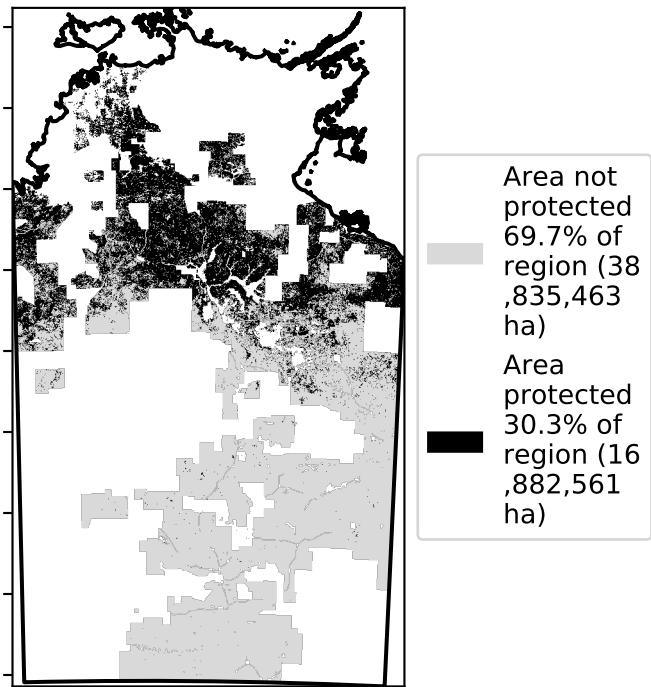 Area not
protected
69.7% of
region (38
,835,463
ha)
Area
protected
30.3% of
region (16
,882,561
ha)